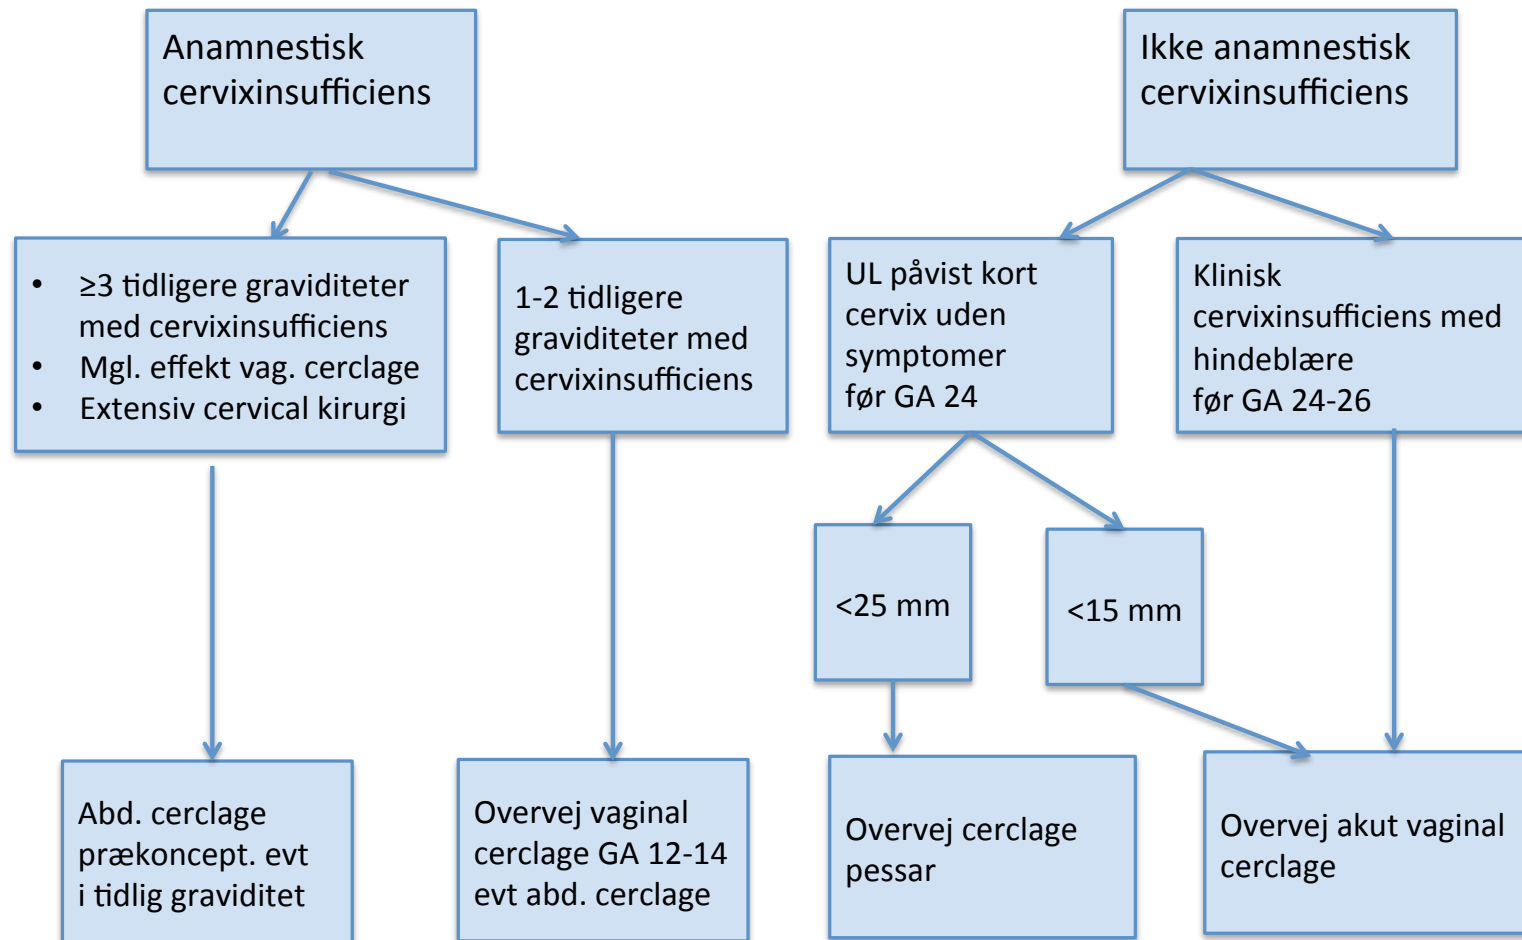 Anamnestisk
cervixinsufficiens
Ikke anamnestisk
cervixinsufficiens
• ≥3 tidligere graviditeter
med cervixinsufficiens
• Mgl. effekt vag. cerclage
• Extensiv cervical kirurgi
1-2 tidligere
graviditeter med
cervixinsufficiens
UL påvist kort
cervix uden
symptomer
før GA 24
Klinisk
cervixinsufficiens med
hindeblære
før GA 24-26
<25 mm
<15 mm
Abd. cerclage
prækoncept. evt
i tidlig graviditet
Overvej vaginal
cerclage GA 12-14
evt abd. cerclage
Overvej cerclage
pessar
Overvej akut vaginal
cerclage